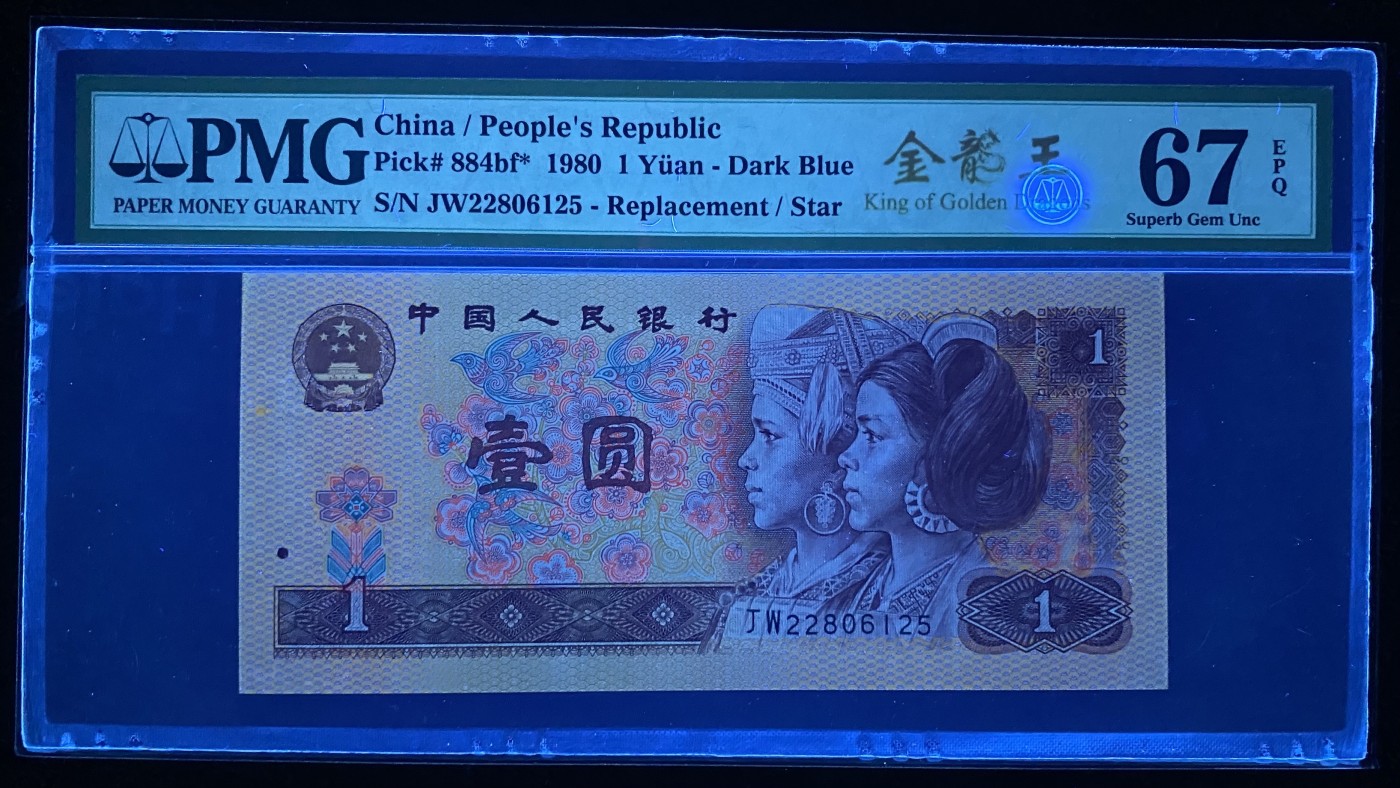 PMG
PAPER MONEY GUARANTY
China / People's Republic
Pick# 884bf* 1980 1 Yüan - Dark Blue
S/N JW22806125 - Replacement / Star
金龍王
King of Golden
67
EPQ
Superb Gem Unc
中国人民银行
1
壹圆
1
JW22806125
1